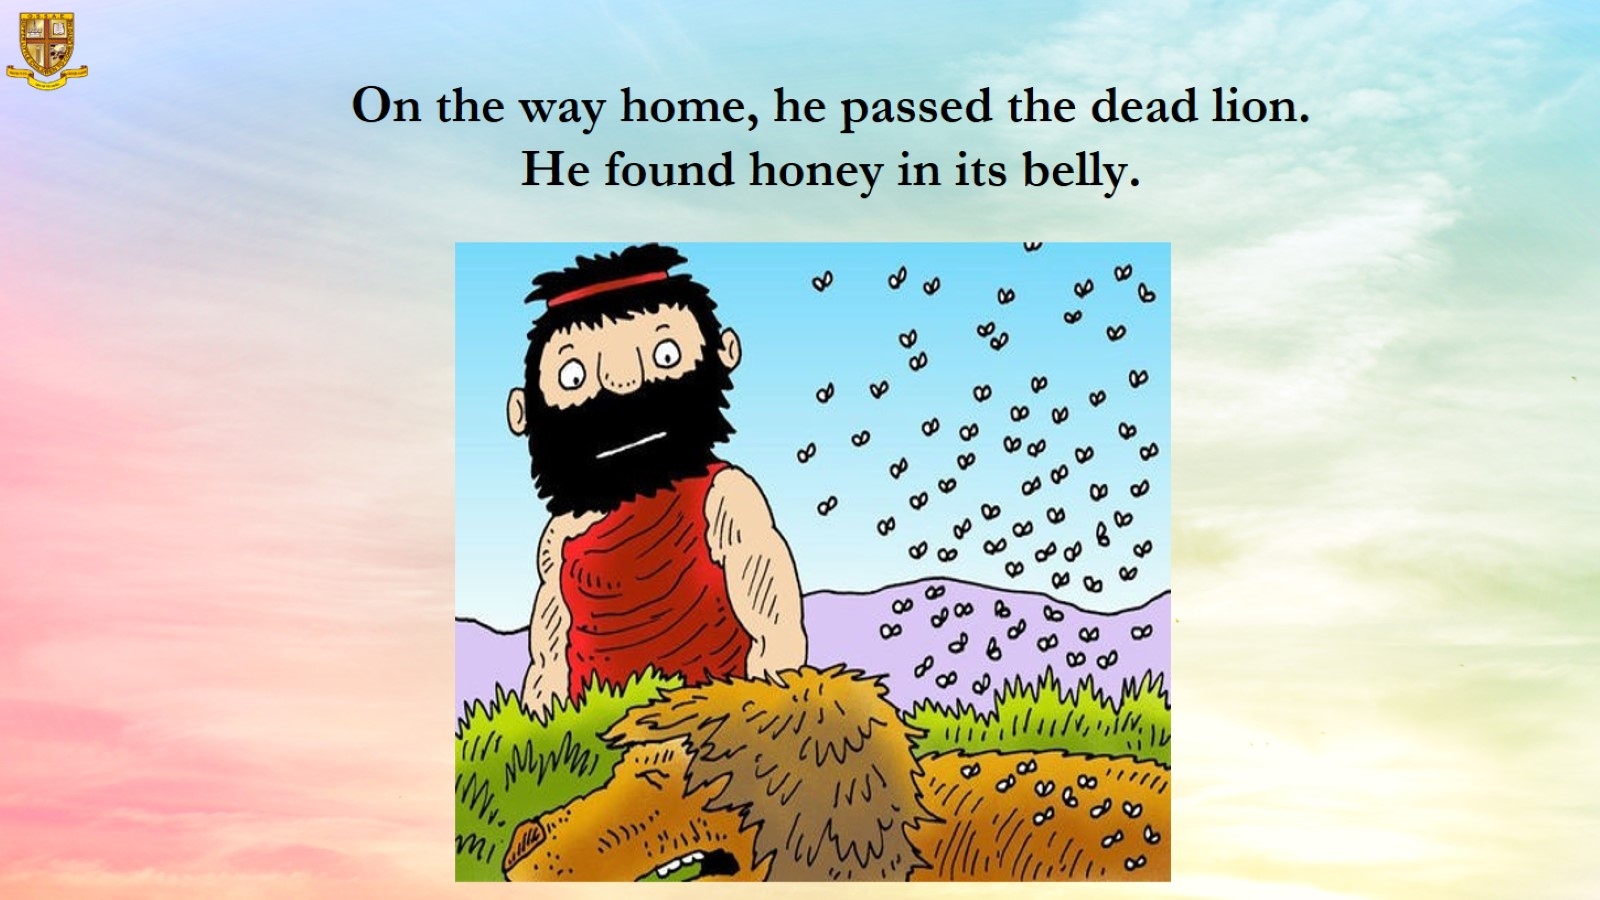 On the way home, he passed the dead lion.
He found honey in its belly.